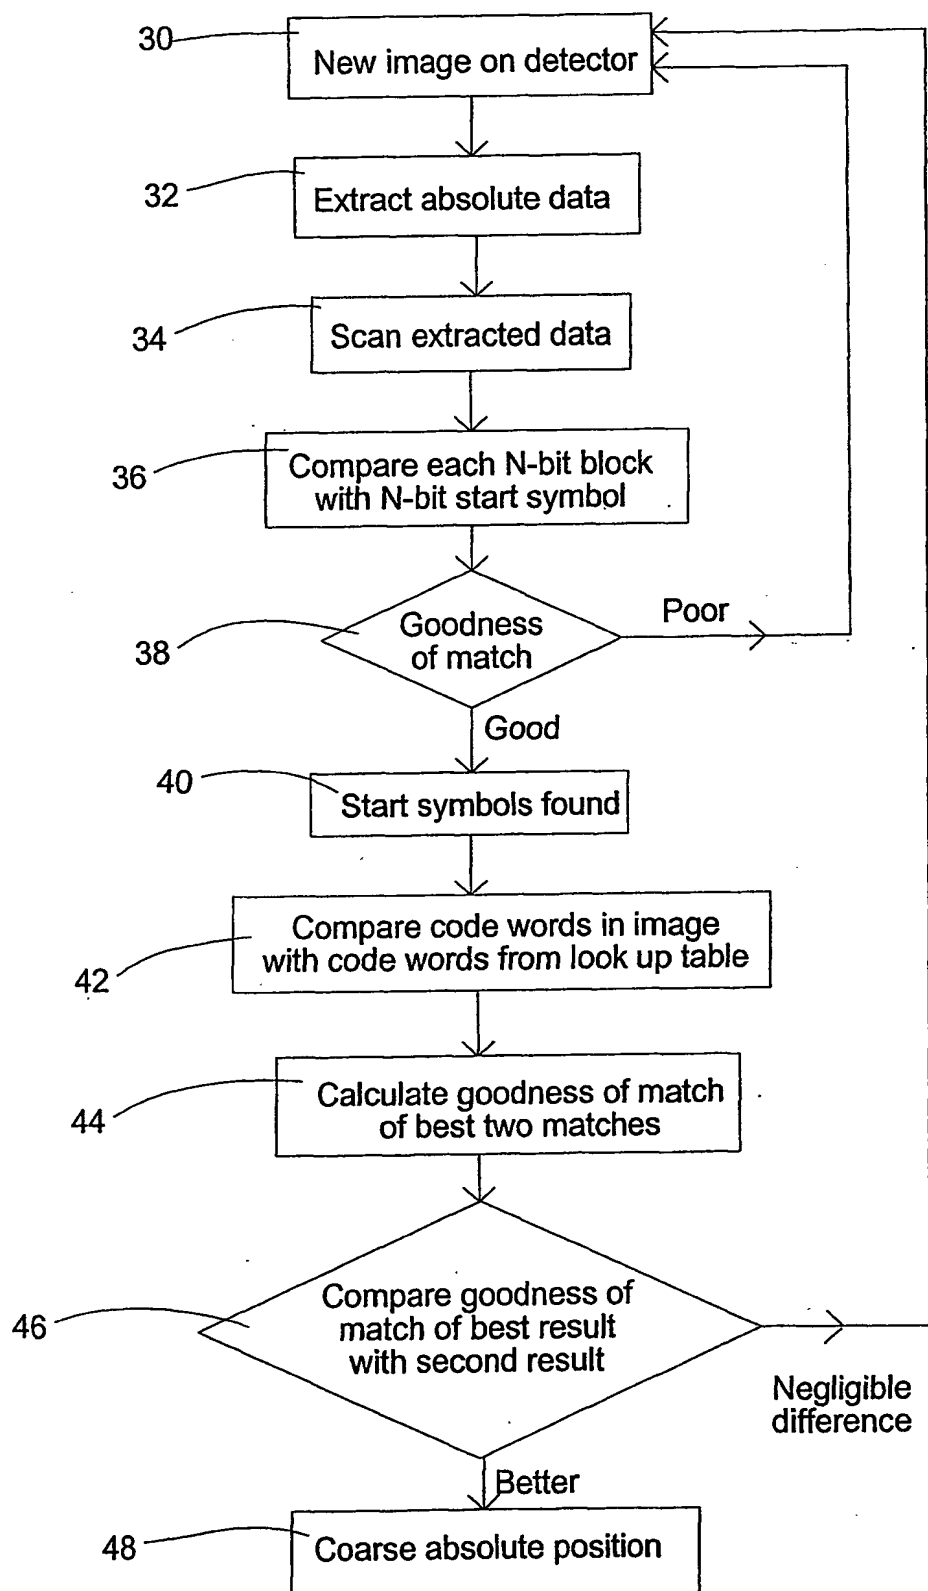 30
New image on detector
32
Extract absolute data
34
Scan extracted data
36
Compare each N-bit block
with N-bit start symbol
38
Goodness
of match
Poor
Good
40
Start symbols found
42
Compare code words in image
with code words from look up table
44
Calculate goodness of match
of best two matches
46
Compare goodness of
match of best result
with second result
Negligible
difference
Better
48
Coarse absolute position